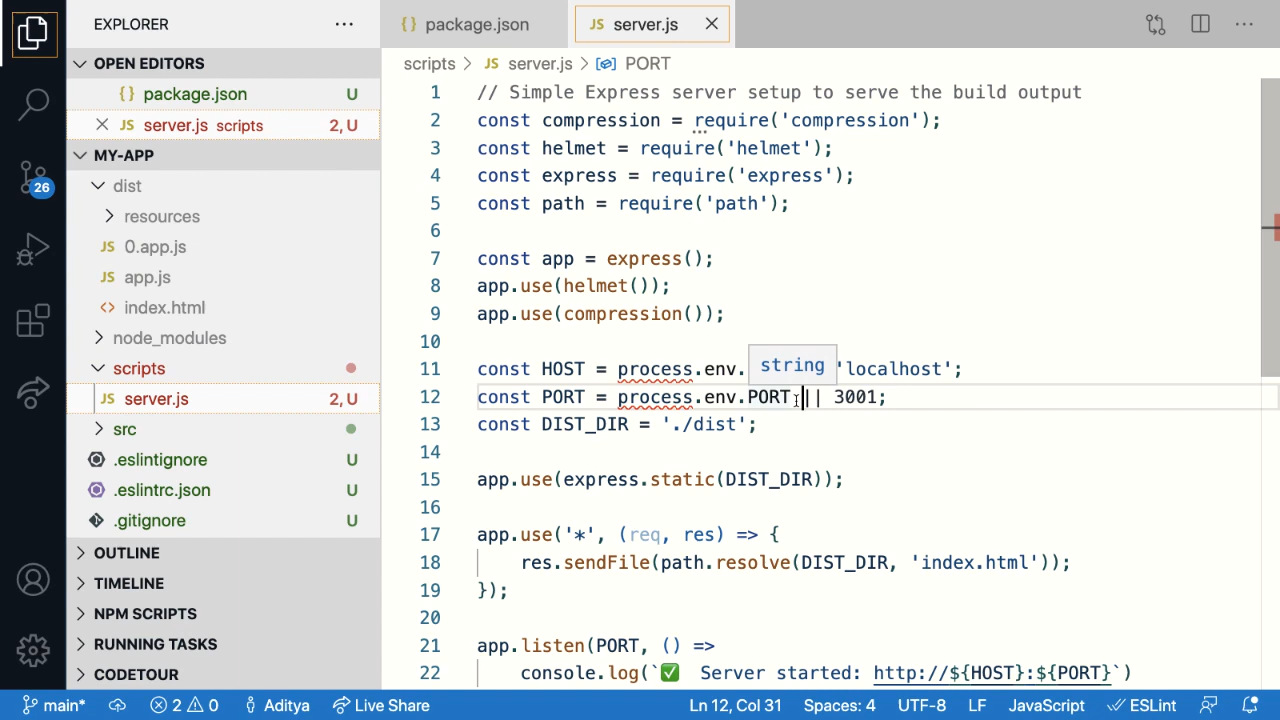 EXPLORER
OPEN EDITORS
{} package.json U
JS server.js scripts 2, U
MY-APP
dist
resources
JS 0.app.js
JS app.js
<> index.html
node_modules
scripts
JS server.js 2, U
src
.eslintignore U
.eslintrc.json U
.gitignore U
OUTLINE
TIMELINE
NPM SCRIPTS
RUNNING TASKS
CODETOUR
26
{} package.json
JS server.js
scripts > JS server.js > PORT
1 // Simple Express server setup to serve the build output
2 const compression = require('compression');
3 const helmet = require('helmet');
4 const express = require('express');
5 const path = require('path');
6
7 const app = express();
8 app.use(helmet());
9 app.use(compression());
10
string
11 const HOST = process.env. 'localhost';
12 const PORT = process.env.PORT || 3001;
13 const DIST_DIR = './dist';
14
15 app.use(express.static(DIST_DIR));
16
17 app.use('*', (req, res) => {
18 res.sendFile(path.resolve(DIST_DIR, 'index.html'));
19 });
20
21 app.listen(PORT, () =>
22 console.log(`✅ Server started: http://${HOST}:${PORT}`)
main* 2 0 Aditya Live Share Ln 12, Col 31 Spaces: 4 UTF-8 LF JavaScript ESLint